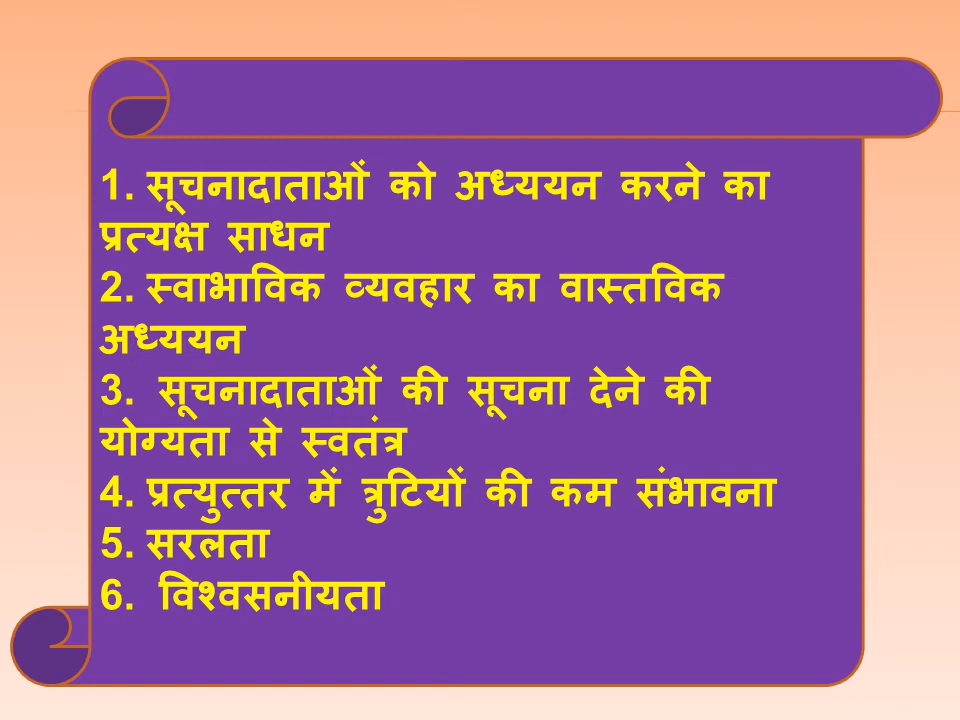 1. सूचनादाताओं को अध्ययन करने का
प्रत्यक्ष साधन
2. स्वाभाविक व्यवहार का वास्तविक
अध्ययन
3. सूचनादाताओं की सूचना देने की
योग्यता से स्वतंत्र
4. प्रत्युत्तर में त्रुटियों की कम संभावना
5. सरलता
6. विश्वसनीयता